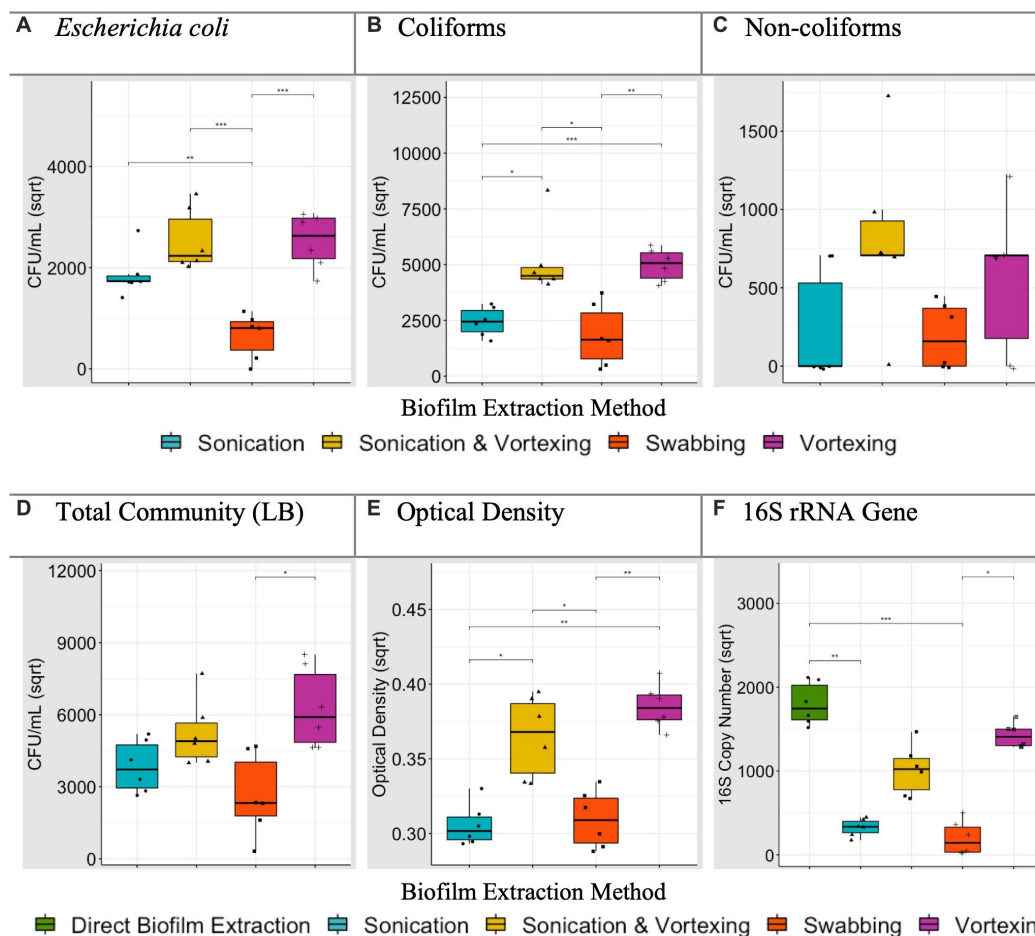 A Escherichia coli
B Coliforms
C Non-coliforms
CFU/mL (sqrt)
4000
2000
0
***
***
**
CFU/mL (sqrt)
12500
10000
7500
5000
2500
0
**
*
***
*
CFU/mL (sqrt)
1500
1000
500
0
Biofilm Extraction Method
Sonication Sonication & Vortexing Swabbing Vortexing
D Total Community (LB)
E Optical Density
F 16S rRNA Gene
CFU/mL (sqrt)
12000
9000
6000
3000
0
*
Optical Density (sqrt)
0.45
0.40
0.35
0.30
**
*
**
*
16S Copy Number (sqrt)
3000
2000
1000
0
*
***
**
Biofilm Extraction Method
Direct Biofilm Extraction Sonication Sonication & Vortexing Swabbing Vortexin